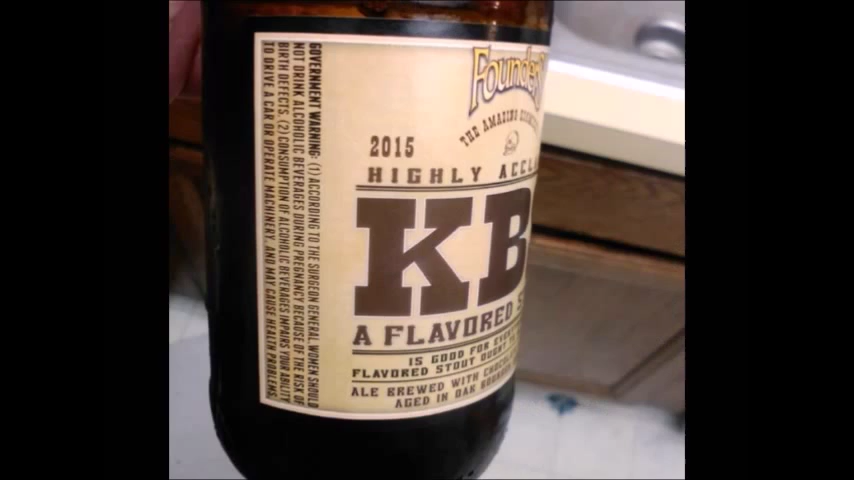 Founders
THE AMAZING
2015
HIGHLY
KB
A FLAVORED
IS GOOD FOR
FLAVORED STOUT OUGHT
ALE BREWED WITH
AGED IN OAK
GOVERNMENT WARNING: (1) ACCORDING TO THE SURGEON GENERAL, WOMEN SHOULD
NOT DRINK ALCOHOLIC BEVERAGES DURING PREGNANCY BECAUSE OF THE RISK OF
BIRTH DEFECTS. (2) CONSUMPTION OF ALCOHOLIC BEVERAGES IMPAIRS YOUR ABILITY
TO DRIVE A CAR OR OPERATE MACHINERY, AND MAY CAUSE HEALTH PROBLEMS.